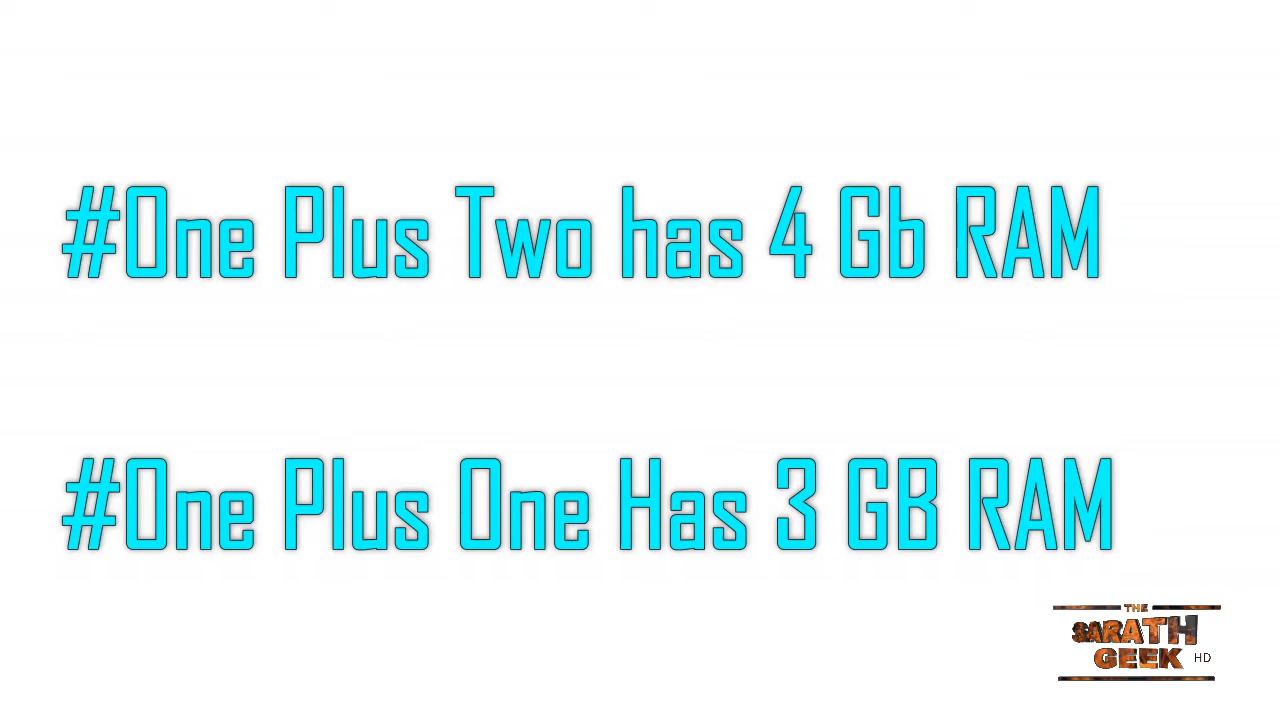 #One Plus Two has 4 Gb RAM
#One Plus One Has 3 GB RAM
THE
SARATH
GEEK HD